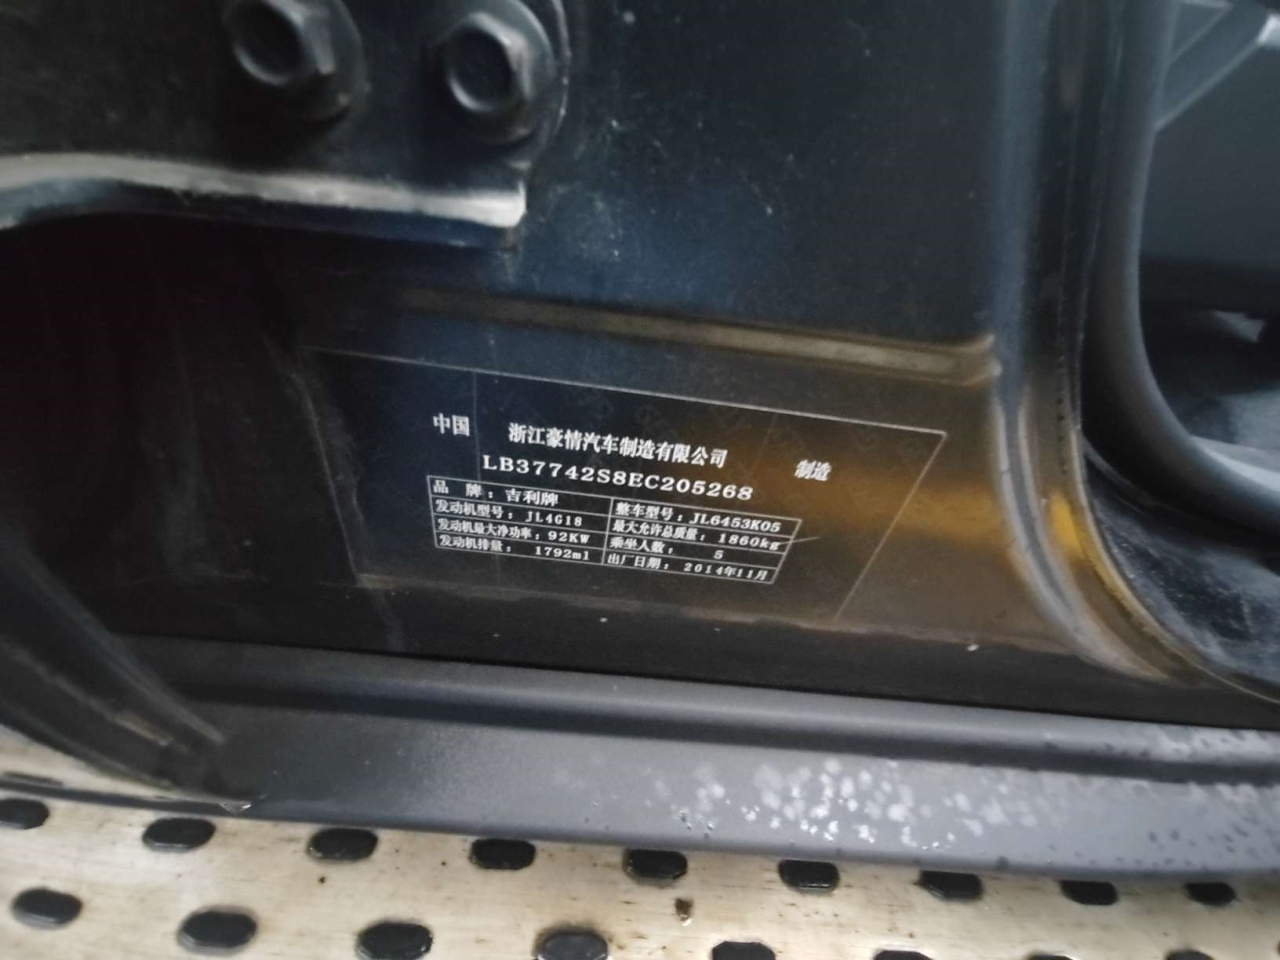 中国 浙江豪情汽车制造有限公司 制造
LB37742S8EC205268
品 牌：吉利牌 整车型号：JL6453K05
发动机型号：JL4G18 最大允许总质量：1860kg
发动机最大净功率：92KW 乘坐人数：5
发动机排量：1792ml 出厂日期：2014年11月